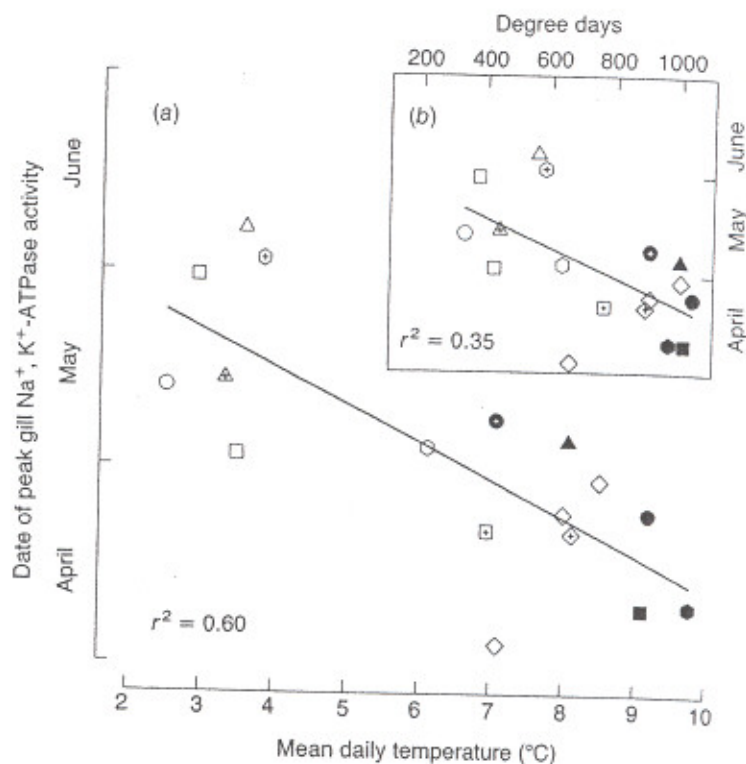 Degree days
200 400 600 800 1000
(a)
(b)
June
May
April
r² = 0.35
Date of peak gill Na⁺, K⁺-ATPase activity
June
May
April
r² = 0.60
2 3 4 5 6 7 8 9 10
Mean daily temperature (°C)